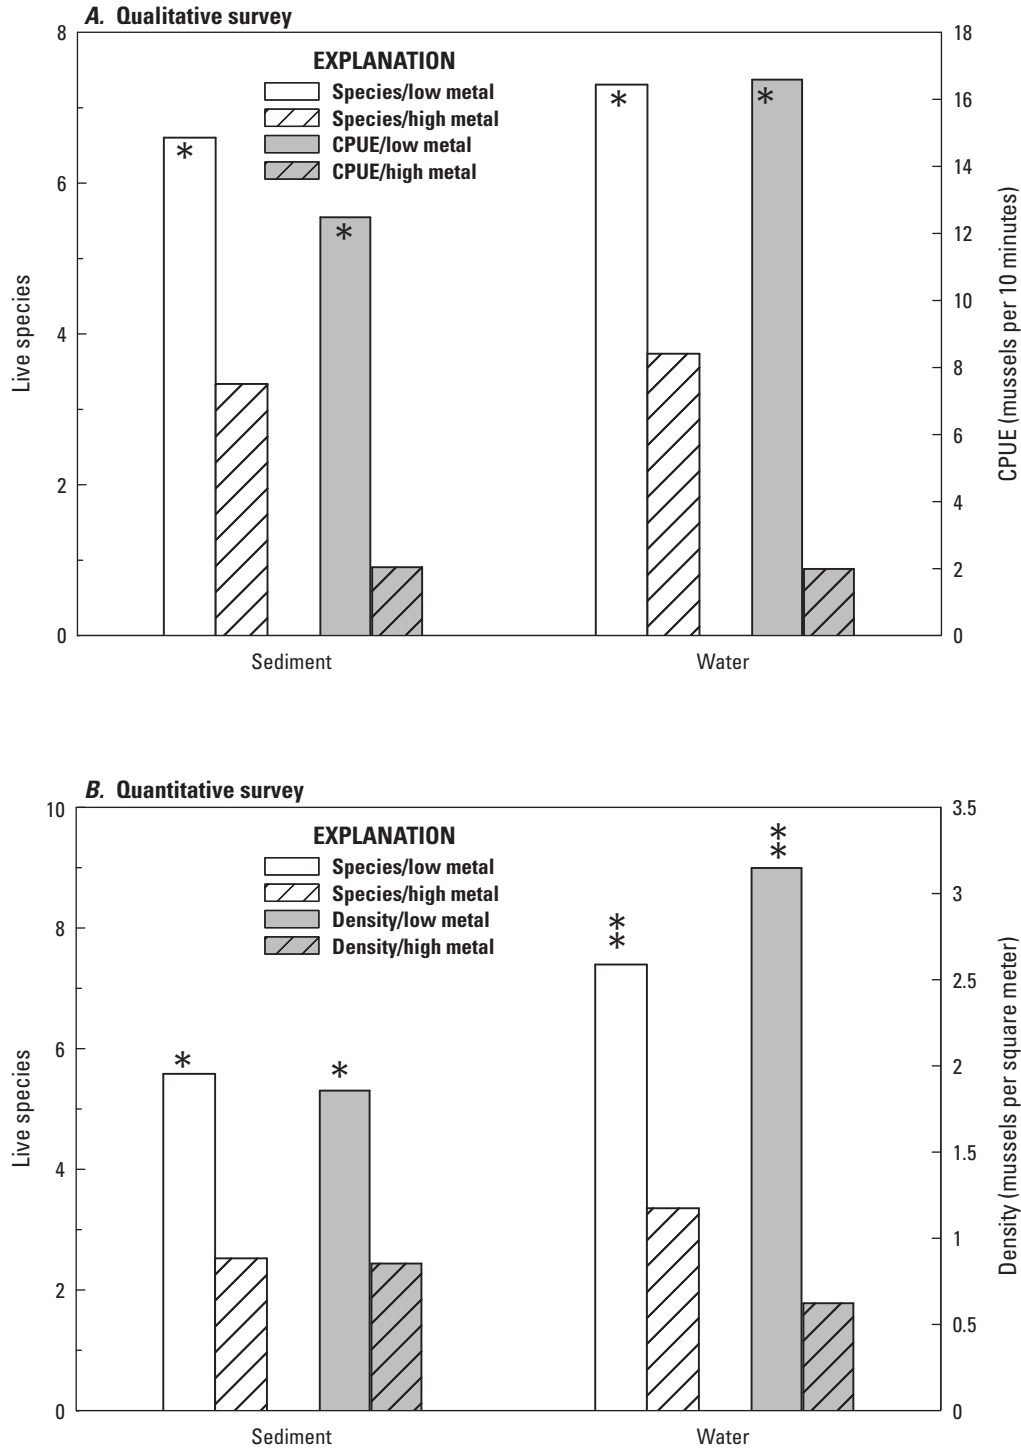 A. Qualitative survey
8
6
4
2
0
Live species
EXPLANATION
Species/low metal
Species/high metal
CPUE/low metal
CPUE/high metal
*
*
*
*
18
16
14
12
10
8
6
4
2
0
CPUE (mussels per 10 minutes)
Sediment
Water
B. Quantitative survey
10
8
6
4
2
0
Live species
EXPLANATION
Species/low metal
Species/high metal
Density/low metal
Density/high metal
*
*
*
*
*
*
3.5
3
2.5
2
1.5
1
0.5
0
Density (mussels per square meter)
Sediment
Water